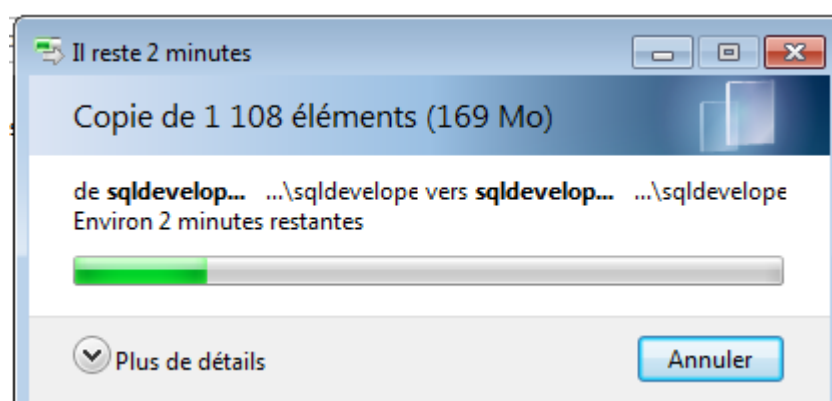 Il reste 2 minutes
Copie de 1 108 éléments (169 Mo)
de sqldevelop... ...\sqldevelope vers sqldevelop... ...\sqldevelope
Environ 2 minutes restantes
Plus de détails
Annuler